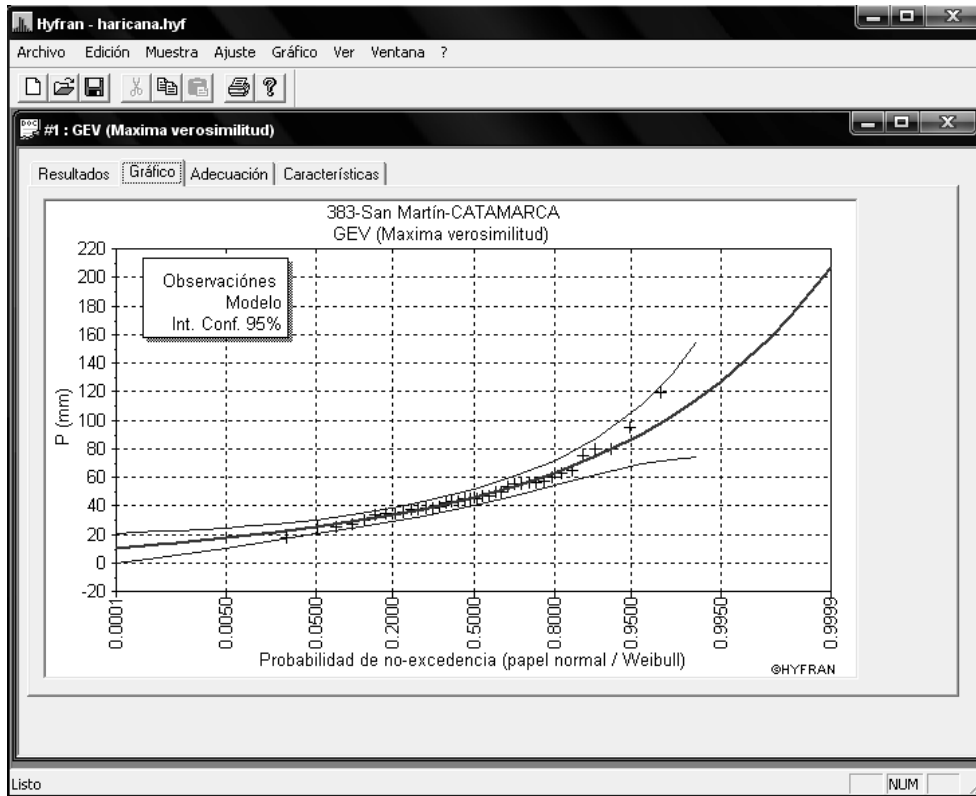 Hyfran - haricana.hyf
Archivo Edición Muestra Ajuste Gráfico Ver Ventana ?
#1 : GEV (Maxima verosimilitud)
Resultados Gráfico Adecuación Características
383-San Martín-CATAMARCA
GEV (Maxima verosimilitud)
Observaciónes
Modelo
Int. Conf. 95%
P (mm)
220
200
180
160
140
120
100
80
60
40
20
0
-20
0.0001 0.0051 0.0500 0.2000 0.5000 0.8000 0.9500 0.9950 0.9999
Probabilidad de no-excedencia (papel normal / Weibull)
©HYFRAN
Listo NUM